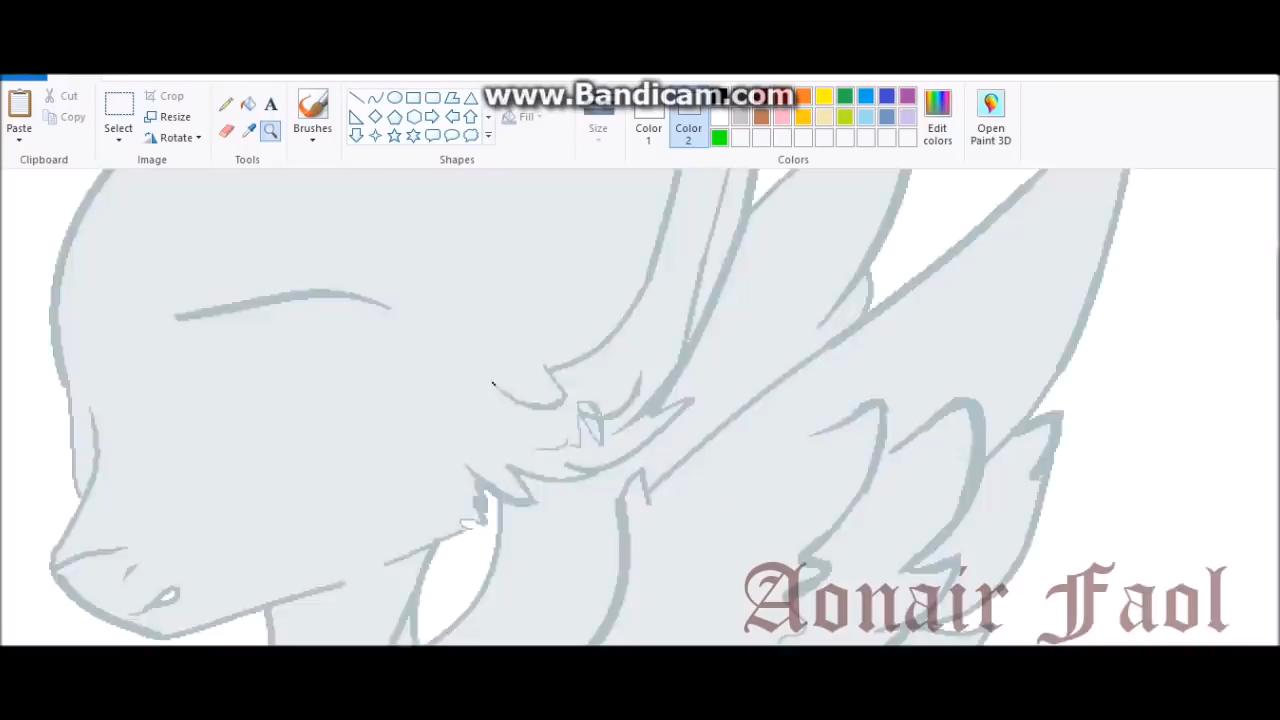 www.Bandicam.com
Paste
Cut
Copy
Clipboard
Select
Crop
Resize
Rotate
Image
Tools
Brushes
Shapes
Fill
Size
Color
1
Color
2
Colors
Edit
colors
Open
Paint 3D
Aonair Faol